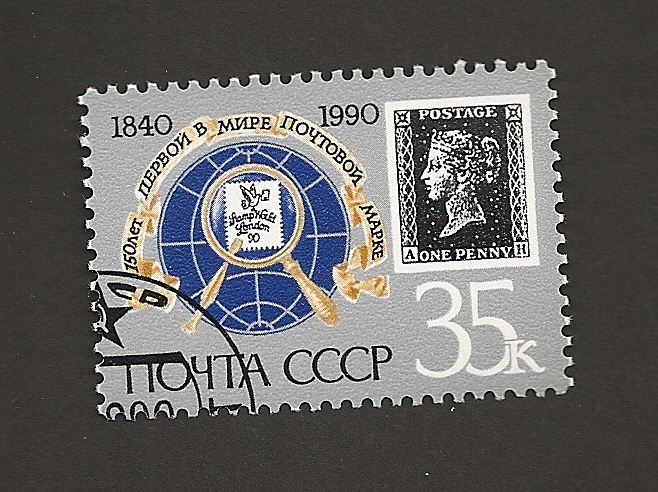 1840 1990
150 ЛЕТ ПЕРВОЙ В МИРЕ ПОЧТОВОЙ МАРКЕ
Stamp World
London
90
POSTAGE
A ONE PENNY H
35к
ПОЧТА СССР